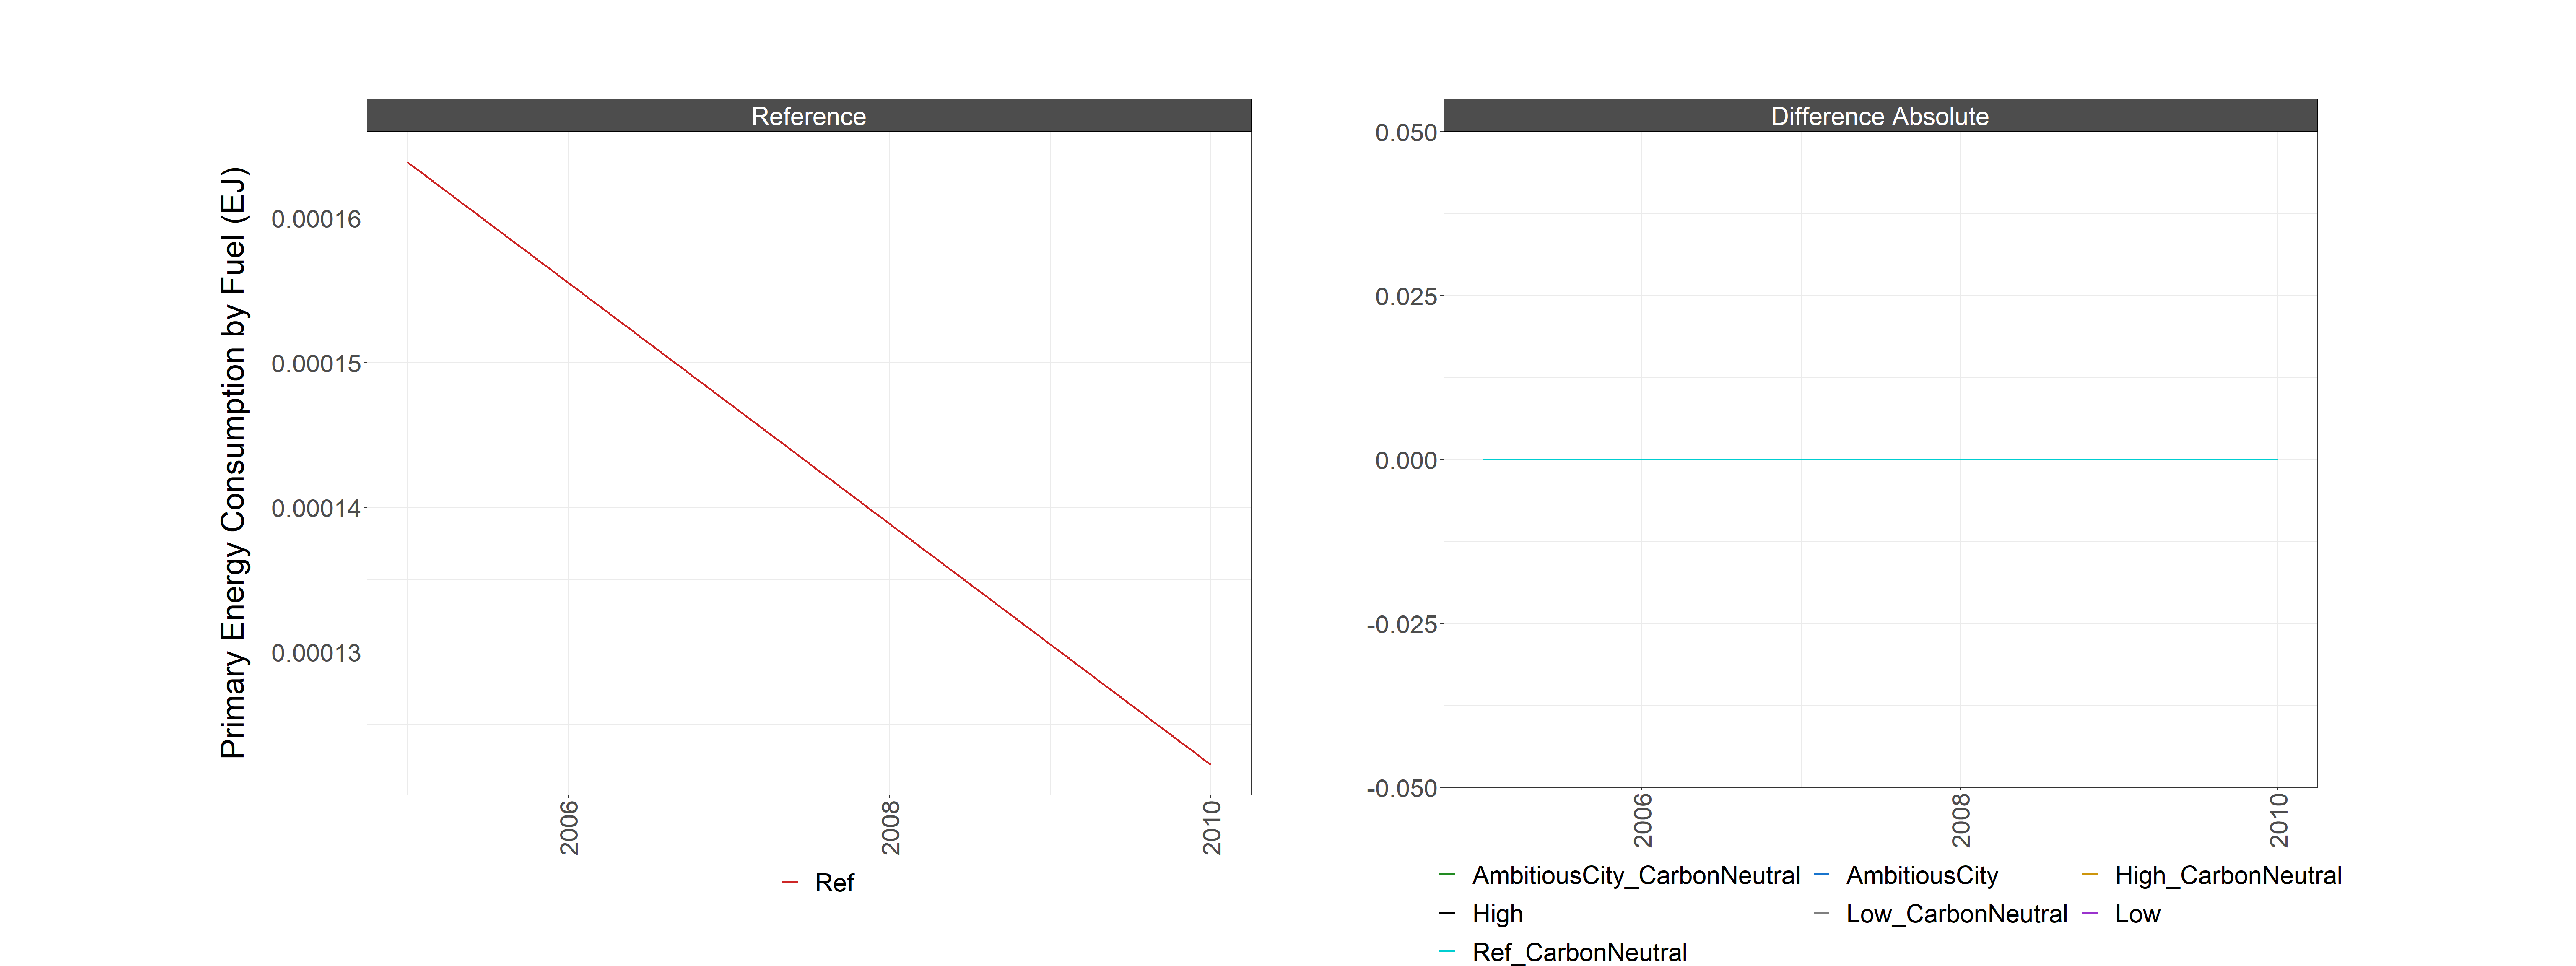 Reference
Primary Energy Consumption by Fuel (EJ)
0.00016
0.00015
0.00014
0.00013
2006
2008
2010
Ref
Difference Absolute
0.050
0.025
0.000
-0.025
-0.050
2006
2008
2010
AmbitiousCity_CarbonNeutral
AmbitiousCity
High_CarbonNeutral
High
Low_CarbonNeutral
Low
Ref_CarbonNeutral